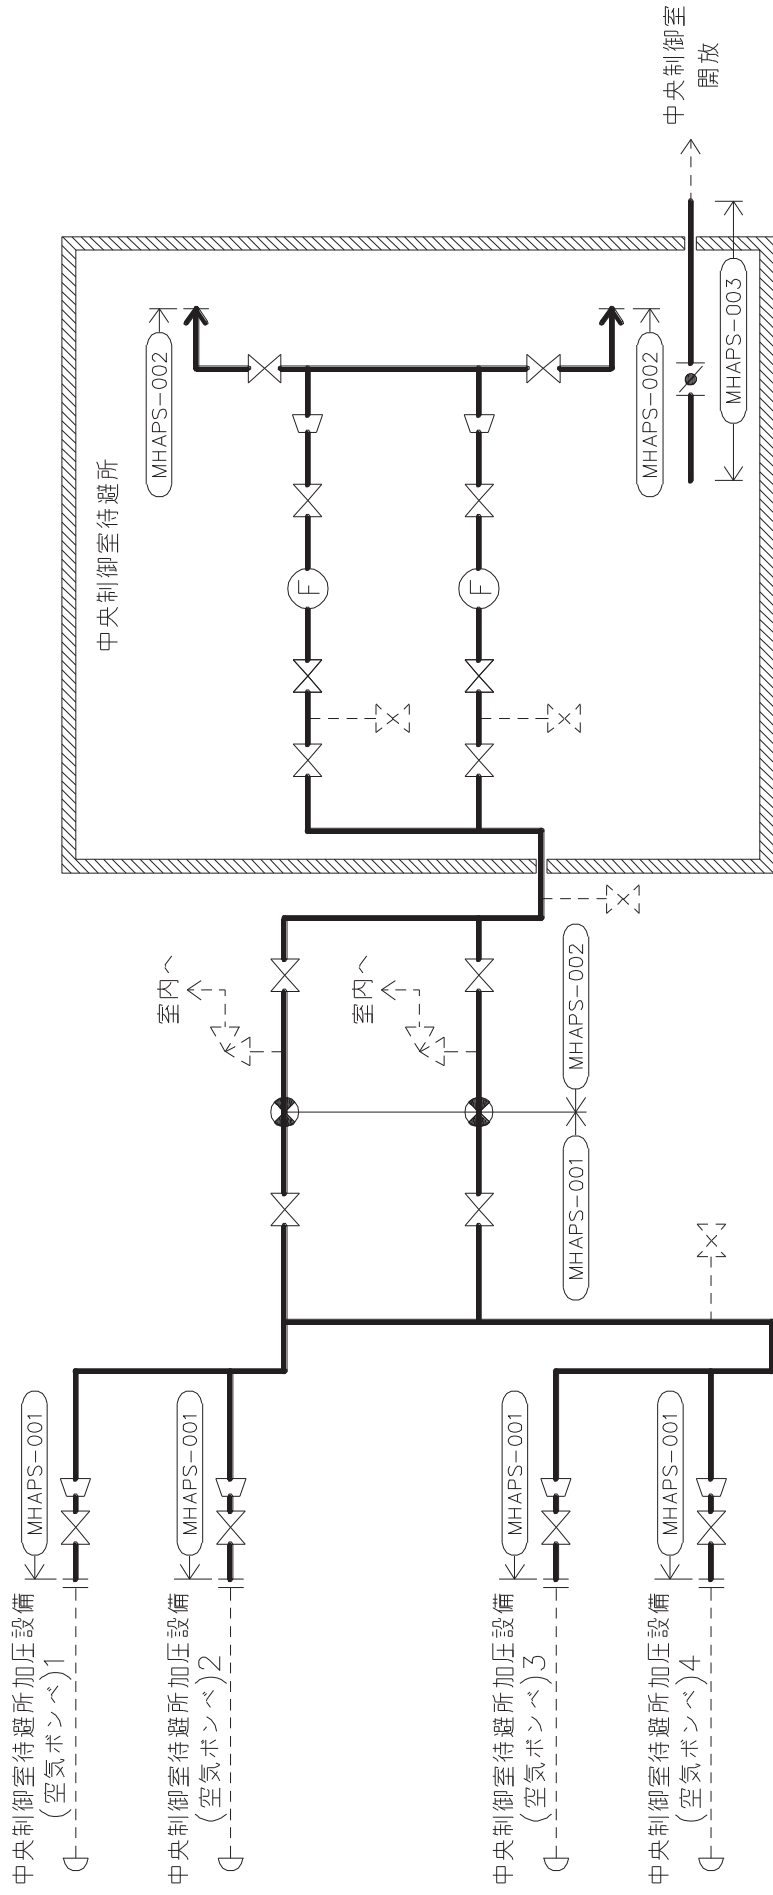 中央制御室待避所加圧設備
(空気ボンベ)1
MHAPS-001
中央制御室待避所加圧設備
(空気ボンベ)2
MHAPS-001
中央制御室待避所加圧設備
(空気ボンベ)3
MHAPS-001
中央制御室待避所加圧設備
(空気ボンベ)4
MHAPS-001
室内へ
室内へ
MHAPS-001
MHAPS-002
中央制御室待避所
F
F
MHAPS-002
MHAPS-002
MHAPS-003
中央制御室
開放